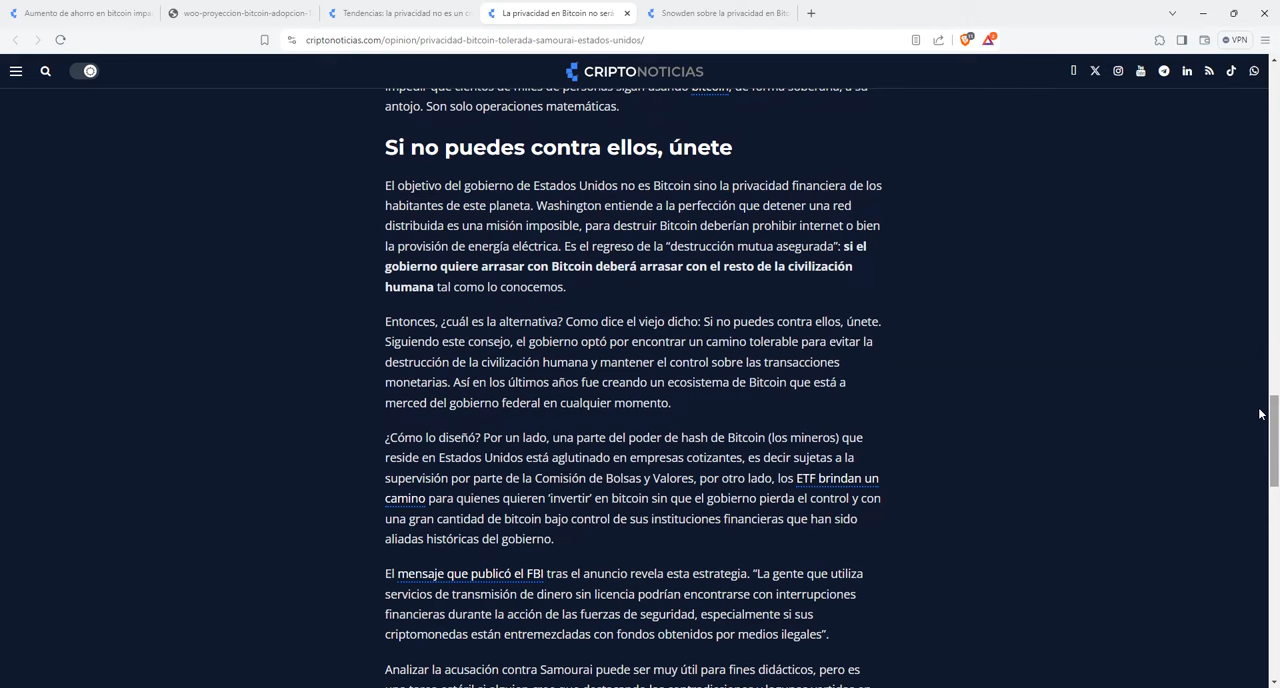 Aumento de ahorro en bitcoin impa
woo-proyeccion-bitcoin-adopcion-1
Tendencias: la privacidad no es un c
La privacidad en Bitcoin no será
Snowden sobre la privacidad en Bit
criptonoticias.com/opinion/privacidad-bitcoin-tolerada-samourai-estados-unidos/
VPN
CRIPTONOTICIAS
impedir que cientos de miles de personas sigan usando bitcoin, de forma soberana, a su
antojo. Son solo operaciones matemáticas.
Si no puedes contra ellos, únete
El objetivo del gobierno de Estados Unidos no es Bitcoin sino la privacidad financiera de los
habitantes de este planeta. Washington entiende a la perfección que detener una red
distribuida es una misión imposible, para destruir Bitcoin deberían prohibir internet o bien
la provisión de energía eléctrica. Es el regreso de la “destrucción mutua asegurada”: si el
gobierno quiere arrasar con Bitcoin deberá arrasar con el resto de la civilización
humana tal como lo conocemos.
Entonces, ¿cuál es la alternativa? Como dice el viejo dicho: Si no puedes contra ellos, únete.
Siguiendo este consejo, el gobierno optó por encontrar un camino tolerable para evitar la
destrucción de la civilización humana y mantener el control sobre las transacciones
monetarias. Así en los últimos años fue creando un ecosistema de Bitcoin que está a
merced del gobierno federal en cualquier momento.
¿Cómo lo diseñó? Por un lado, una parte del poder de hash de Bitcoin (los mineros) que
reside en Estados Unidos está aglutinado en empresas cotizantes, es decir sujetas a la
supervisión por parte de la Comisión de Bolsas y Valores, por otro lado, los ETF brindan un
camino para quienes quieren ‘invertir’ en bitcoin sin que el gobierno pierda el control y con
una gran cantidad de bitcoin bajo control de sus instituciones financieras que han sido
aliadas históricas del gobierno.
El mensaje que publicó el FBI tras el anuncio revela esta estrategia. “La gente que utiliza
servicios de transmisión de dinero sin licencia podrían encontrarse con interrupciones
financieras durante la acción de las fuerzas de seguridad, especialmente si sus
criptomonedas están entremezcladas con fondos obtenidos por medios ilegales”.
Analizar la acusación contra Samourai puede ser muy útil para fines didácticos, pero es